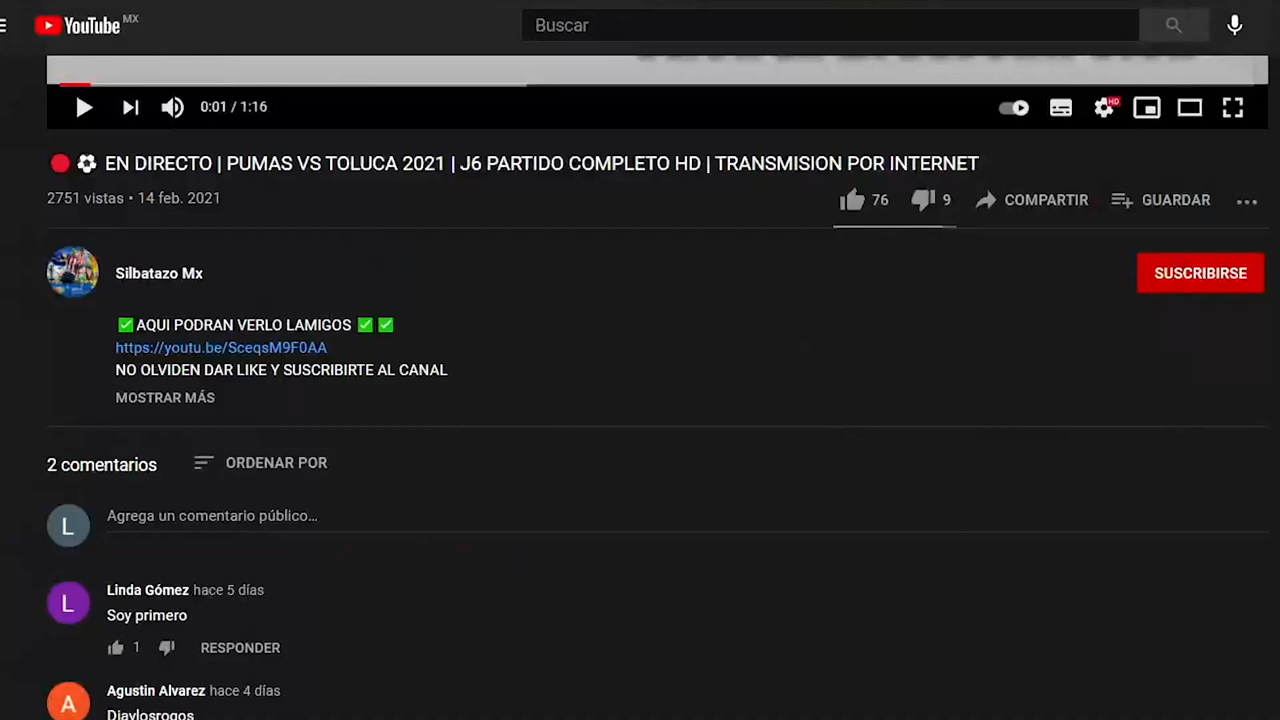 YouTube MX
Buscar
0:01 / 1:16
HD
🔴 ⚽ EN DIRECTO | PUMAS VS TOLUCA 2021 | J6 PARTIDO COMPLETO HD | TRANSMISION POR INTERNET
2751 vistas • 14 feb. 2021
76 9 COMPARTIR GUARDAR ...
Silbatazo Mx
SUSCRIBIRSE
✅AQUI PODRAN VERLO LAMIGOS ✅ ✅
https://youtu.be/SceqsM9F0AA
NO OLVIDEN DAR LIKE Y SUSCRIBIRTE AL CANAL
MOSTRAR MÁS
2 comentarios ORDENAR POR
L
Agrega un comentario público...
L
Linda Gómez hace 5 días
Soy primero
1 RESPONDER
A
Agustin Alvarez hace 4 días
Diaylosrogos